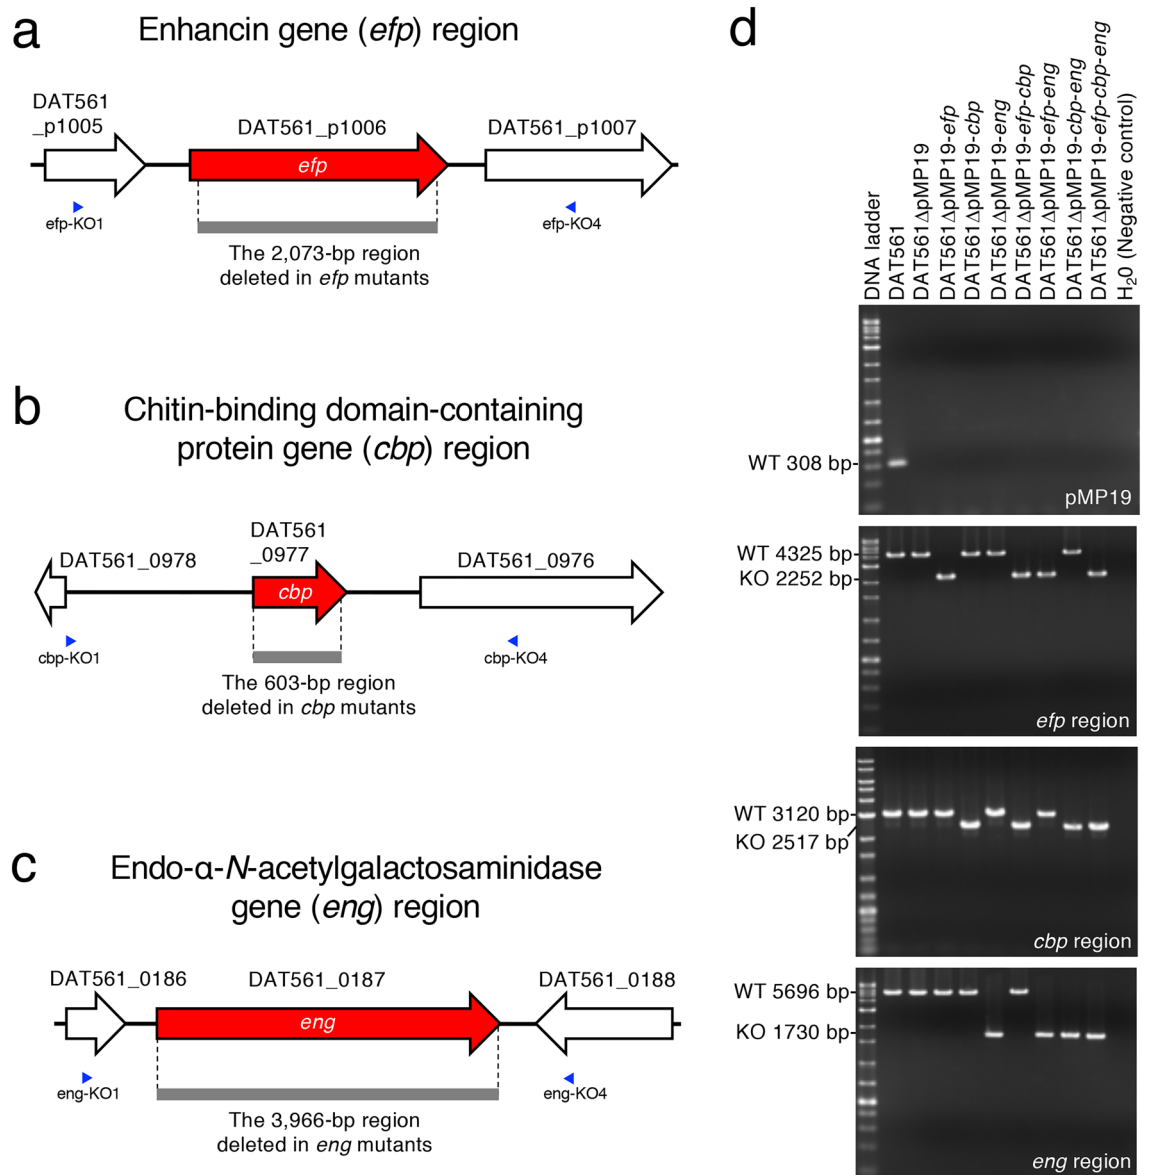 a
Enhancin gene (efp) region
DAT561
_p1005
DAT561_p1006
DAT561_p1007
efp
efp-KO1
efp-KO4
The 2,073-bp region
deleted in efp mutants
b
Chitin-binding domain-containing
protein gene (cbp) region
DAT561_0978
DAT561
_0977
DAT561_0976
cbp
cbp-KO1
cbp-KO4
The 603-bp region
deleted in cbp mutants
c
Endo-α-N-acetylgalactosaminidase
gene (eng) region
DAT561_0186
DAT561_0187
DAT561_0188
eng
eng-KO1
eng-KO4
The 3,966-bp region
deleted in eng mutants
d
DNA ladder
DAT561
DAT561ΔpMP19
DAT561ΔpMP19-efp
DAT561ΔpMP19-cbp
DAT561ΔpMP19-eng
DAT561ΔpMP19-efp-cbp
DAT561ΔpMP19-efp-eng
DAT561ΔpMP19-cbp-eng
DAT561ΔpMP19-efp-cbp-eng
H₂0 (Negative control)
WT 308 bp-
pMP19
WT 4325 bp-
KO 2252 bp-
efp region
WT 3120 bp-
KO 2517 bp
cbp region
WT 5696 bp-
KO 1730 bp-
eng region